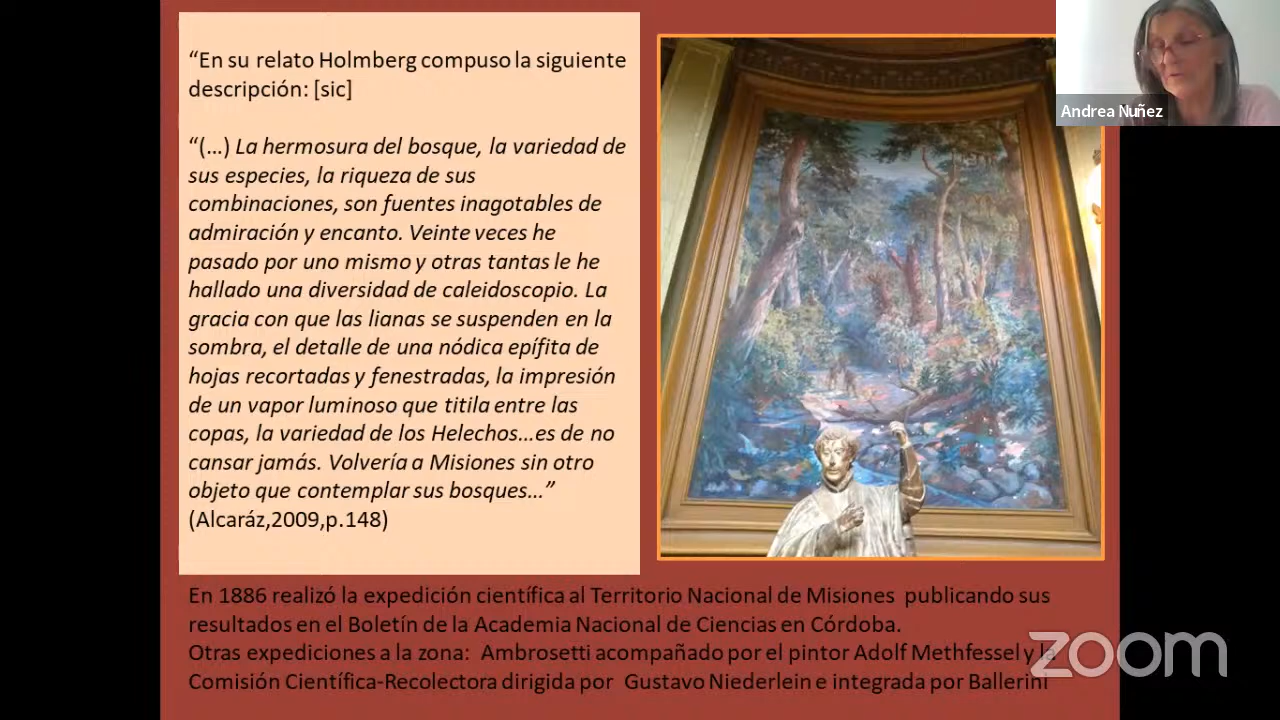 “En su relato Holmberg compuso la siguiente
descripción: [sic]
“(…) La hermosura del bosque, la variedad de
sus especies, la riqueza de sus
combinaciones, son fuentes inagotables de
admiración y encanto. Veinte veces he
pasado por uno mismo y otras tantas le he
hallado una diversidad de caleidoscopio. La
gracia con que las lianas se suspenden en la
sombra, el detalle de una nódica epífita de
hojas recortadas y fenestradas, la impresión
de un vapor luminoso que titila entre las
copas, la variedad de los Helechos…es de no
cansar jamás. Volvería a Misiones sin otro
objeto que contemplar sus bosques…”
(Alcaráz,2009,p.148)
Andrea Nuñez
En 1886 realizó la expedición científica al Territorio Nacional de Misiones publicando sus
resultados en el Boletín de la Academia Nacional de Ciencias en Córdoba.
Otras expediciones a la zona: Ambrosetti acompañado por el pintor Adolf Methfessel y la
Comisión Científica-Recolectora dirigida por Gustavo Niederlein e integrada por Ballerini
zoom